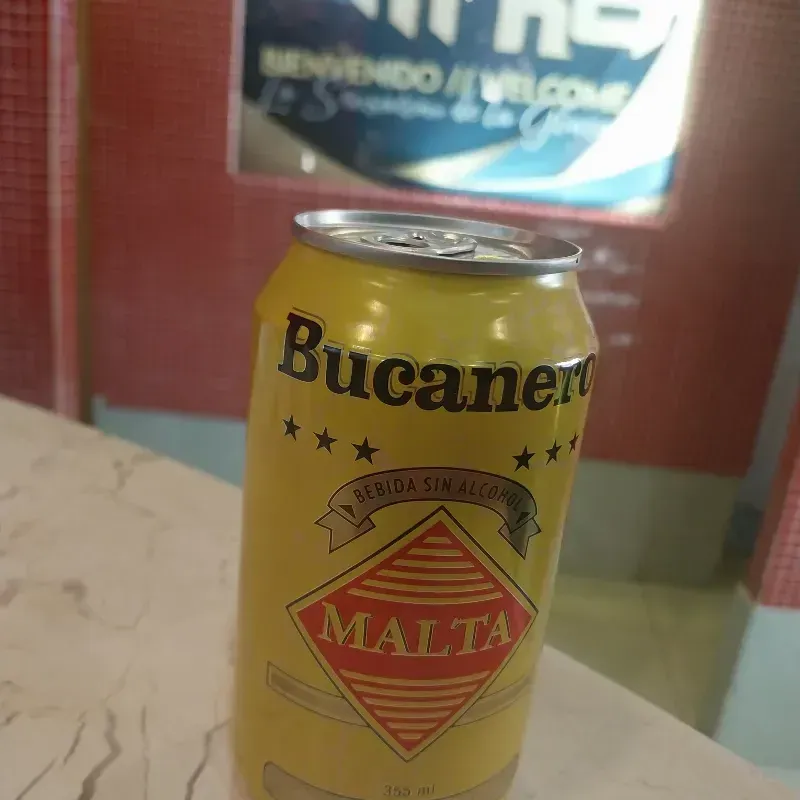 BIENVENIDO // WELCOME
Bucanero
BEBIDA SIN ALCOHOL
MALTA
355 ml